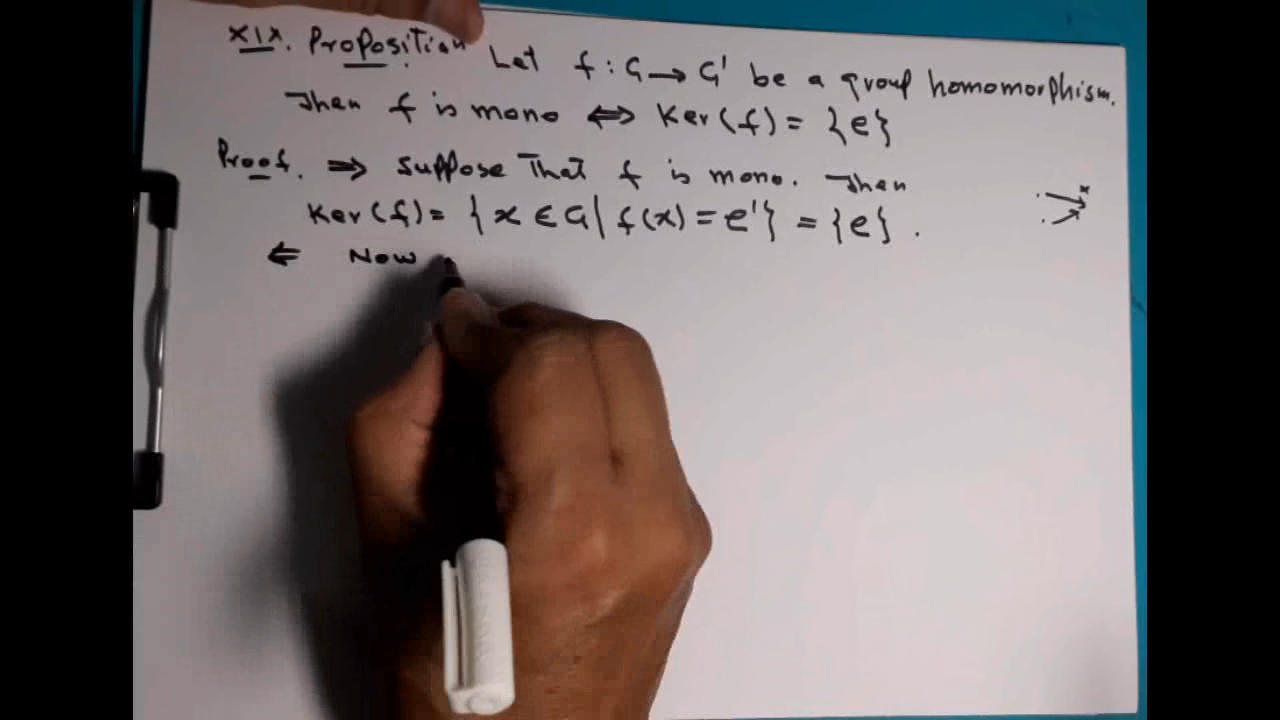 XIX. Proposition Let f : G → G' be a group homomorphism.
Then f is mono ⇔ Ker(f) = {e}
Proof. ⇒ Suppose That f is mono. Then
Ker(f) = {x ∈ G | f(x) = e'} = {e}.
⇐ Now